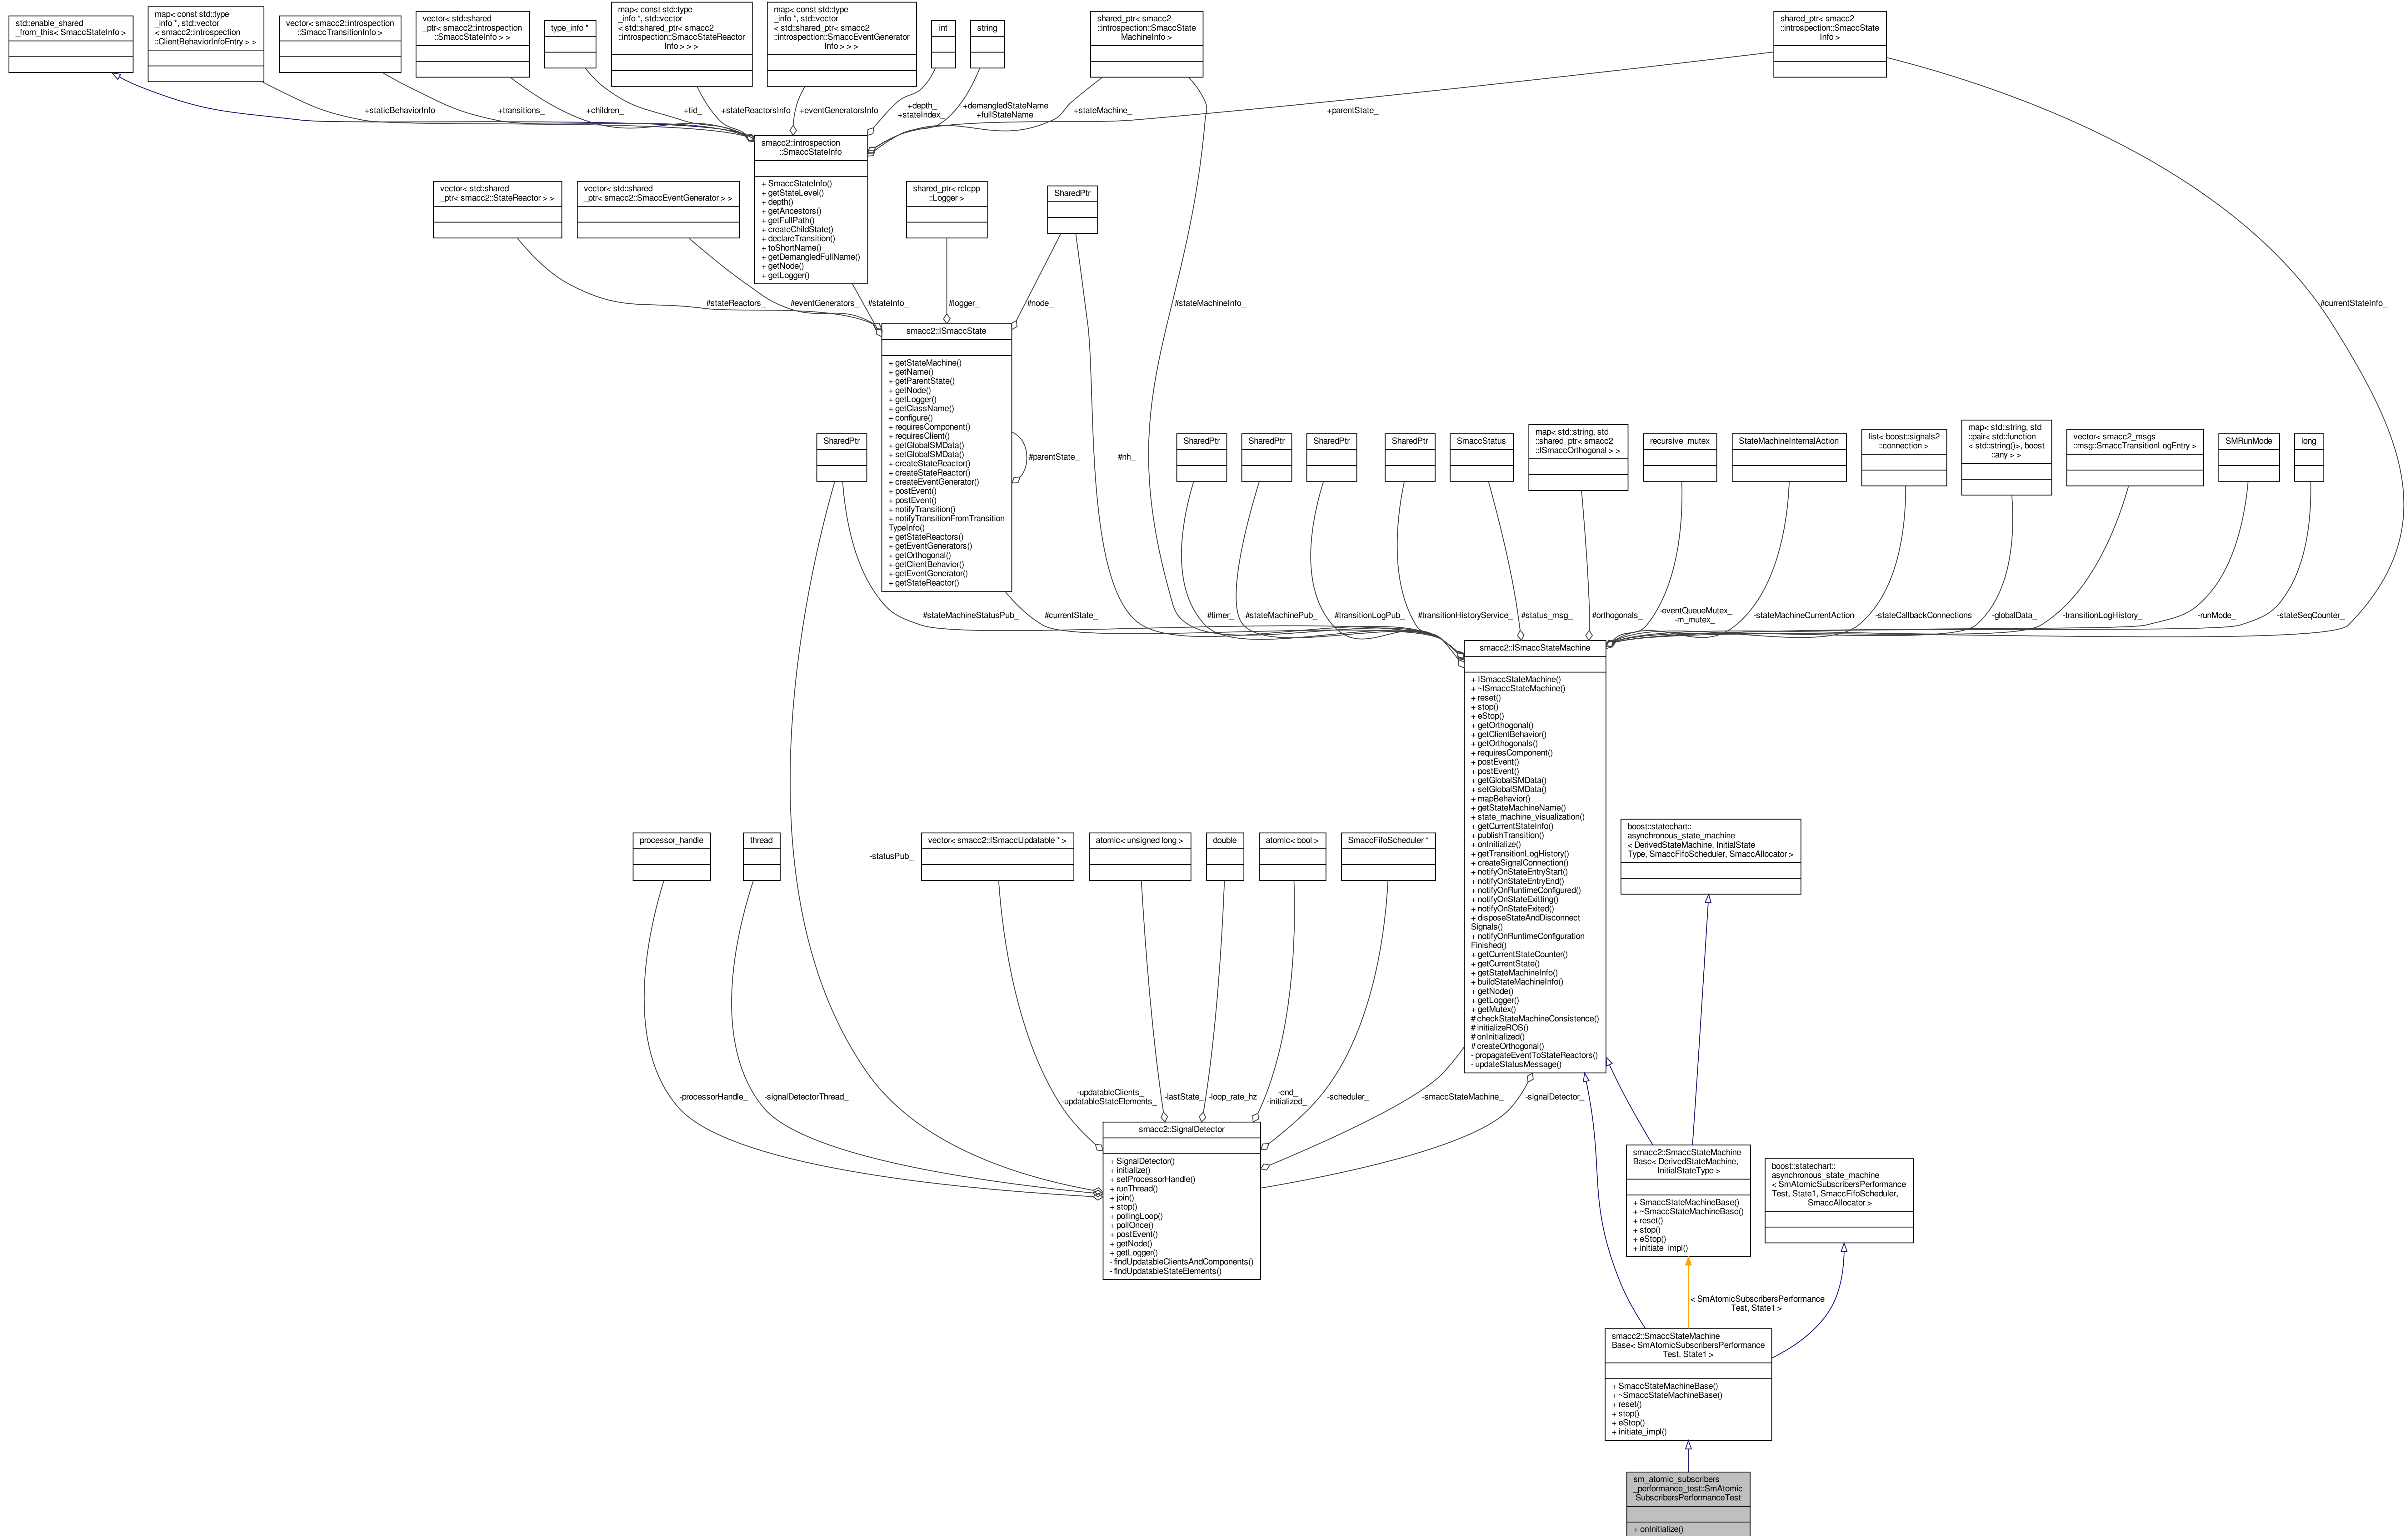 std::enable_shared
_from_this< SmaccStateInfo >
map< const std::type
_info *, std::vector
< smacc2::introspection
::ClientBehaviorInfoEntry > >
vector< smacc2::introspection
::SmaccTransitionInfo >
vector< std::shared
_ptr< smacc2::introspection
::SmaccStateInfo > >
type_info *
map< const std::type
_info *, std::vector
< std::shared_ptr< smacc2
::introspection::SmaccStateReactor
Info > > >
map< const std::type
_info *, std::vector
< std::shared_ptr< smacc2
::introspection::SmaccEventGenerator
Info > > >
int
string
shared_ptr< smacc2
::introspection::SmaccState
MachineInfo >
shared_ptr< smacc2
::introspection::SmaccState
Info >
+staticBehaviorInfo
+transitions_
+children_
+tid_
+stateReactorsInfo
+eventGeneratorsInfo
+depth_
+stateIndex_
+demangledStateName
+fullStateName
+stateMachine_
+parentState_
smacc2::introspection
::SmaccStateInfo
+ SmaccStateInfo()
+ getStateLevel()
+ depth()
+ getAncestors()
+ getFullPath()
+ createChildState()
+ declareTransition()
+ toShortName()
+ getDemangledFullName()
+ getNode()
+ getLogger()
vector< std::shared
_ptr< smacc2::StateReactor > >
vector< std::shared
_ptr< smacc2::SmaccEventGenerator > >
shared_ptr< rclcpp
::Logger >
SharedPtr
#stateReactors_
#eventGenerators_
#stateInfo_
#logger_
#node_
#stateMachineInfo_
#currentStateInfo_
smacc2::ISmaccState
+ getStateMachine()
+ getName()
+ getParentState()
+ getNode()
+ getLogger()
+ getClassName()
+ configure()
+ requiresComponent()
+ requiresClient()
+ getGlobalSMData()
+ setGlobalSMData()
+ createStateReactor()
+ createStateReactor()
+ createEventGenerator()
+ postEvent()
+ postEvent()
+ notifyTransition()
+ notifyTransitionFromTransition
TypeInfo()
+ getStateReactors()
+ getEventGenerators()
+ getOrthogonal()
+ getClientBehavior()
+ getEventGenerator()
+ getStateReactor()
#parentState_
#nh_
SharedPtr
SharedPtr
SharedPtr
SharedPtr
SharedPtr
SmaccStatus
map< std::string, std
::shared_ptr< smacc2
::ISmaccOrthogonal > >
recursive_mutex
StateMachineInternalAction
list< boost::signals2
::connection >
map< std::string, std
::pair< std::function
< std::string()>, boost
::any > >
vector< smacc2_msgs
::msg::SmaccTransitionLogEntry >
SMRunMode
long
#stateMachineStatusPub_
#currentState_
#timer_
#stateMachinePub_
#transitionLogPub_
#transitionHistoryService_
#status_msg_
#orthogonals_
-eventQueueMutex_
-m_mutex_
-stateMachineCurrentAction
-stateCallbackConnections
-globalData_
-transitionLogHistory_
-runMode_
-stateSeqCounter_
smacc2::ISmaccStateMachine
+ ISmaccStateMachine()
+ ~ISmaccStateMachine()
+ reset()
+ stop()
+ eStop()
+ getOrthogonal()
+ getClientBehavior()
+ getOrthogonals()
+ requiresComponent()
+ postEvent()
+ postEvent()
+ getGlobalSMData()
+ setGlobalSMData()
+ mapBehavior()
+ getStateMachineName()
+ state_machine_visualization()
+ getCurrentStateInfo()
+ publishTransition()
+ onInitialize()
+ getTransitionLogHistory()
+ createSignalConnection()
+ notifyOnStateEntryStart()
+ notifyOnStateEntryEnd()
+ notifyOnRuntimeConfigured()
+ notifyOnStateExitting()
+ notifyOnStateExited()
+ disposeStateAndDisconnect
Signals()
+ notifyOnRuntimeConfiguration
Finished()
+ getCurrentStateCounter()
+ getCurrentState()
+ getStateMachineInfo()
+ buildStateMachineInfo()
+ getNode()
+ getLogger()
+ getMutex()
# checkStateMachineConsistence()
# initializeROS()
# onInitialized()
# createOrthogonal()
- propagateEventToStateReactors()
- updateStatusMessage()
processor_handle
thread
-statusPub_
vector< smacc2::ISmaccUpdatable * >
atomic< unsigned long >
double
atomic< bool >
SmaccFifoScheduler *
boost::statechart::
asynchronous_state_machine
< DerivedStateMachine, InitialState
Type, SmaccFifoScheduler, SmaccAllocator >
-processorHandle_
-signalDetectorThread_
-updatableClients_
-updatableStateElements_
-lastState_
-loop_rate_hz
-end_
-initialized_
-scheduler_
-smaccStateMachine_
-signalDetector_
smacc2::SignalDetector
+ SignalDetector()
+ initialize()
+ setProcessorHandle()
+ runThread()
+ join()
+ stop()
+ pollingLoop()
+ pollOnce()
+ postEvent()
+ getNode()
+ getLogger()
- findUpdatableClientsAndComponents()
- findUpdatableStateElements()
smacc2::SmaccStateMachine
Base< DerivedStateMachine,
InitialStateType >
+ SmaccStateMachineBase()
+ ~SmaccStateMachineBase()
+ reset()
+ stop()
+ eStop()
+ initiate_impl()
boost::statechart::
asynchronous_state_machine
< SmAtomicSubscribersPerformance
Test, State1, SmaccFifoScheduler,
SmaccAllocator >
< SmAtomicSubscribersPerformance
Test, State1 >
smacc2::SmaccStateMachine
Base< SmAtomicSubscribersPerformance
Test, State1 >
+ SmaccStateMachineBase()
+ ~SmaccStateMachineBase()
+ reset()
+ stop()
+ eStop()
+ initiate_impl()
sm_atomic_subscribers
_performance_test::SmAtomic
SubscribersPerformanceTest
+ onInitialize()